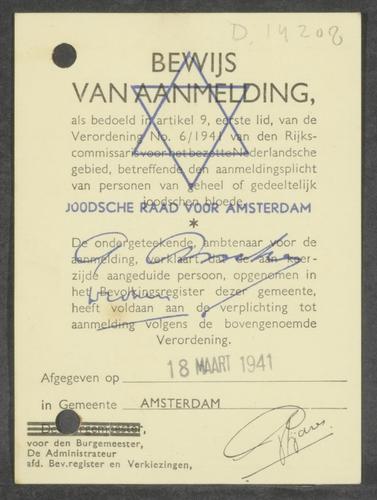 D. 14208
BEWIJS
VAN AANMELDING,
als bedoeld in artikel 9, eerste lid, van de
Verordening No. 6/1941 van den Rijks-
commissaris voor het bezette Nederlandsche
gebied, betreffende den aanmeldingsplicht
van personen van geheel of gedeeltelijk
joodschen bloede.
JOODSCHE RAAD VOOR AMSTERDAM
*
De ondergeteekende, ambtenaar voor de
aanmelding, verklaart, dat de aan keer-
zijde aangeduide persoon, opgenomen in
het Bevolkingsregister dezer gemeente,
heeft voldaan aan de verplichting tot
aanmelding volgens de bovengenoemde
Verordening.
Afgegeven op 18 MAART 1941
in Gemeente AMSTERDAM
voor den Burgemeester,
De Administrateur
afd. Bev.register en Verkiezingen,